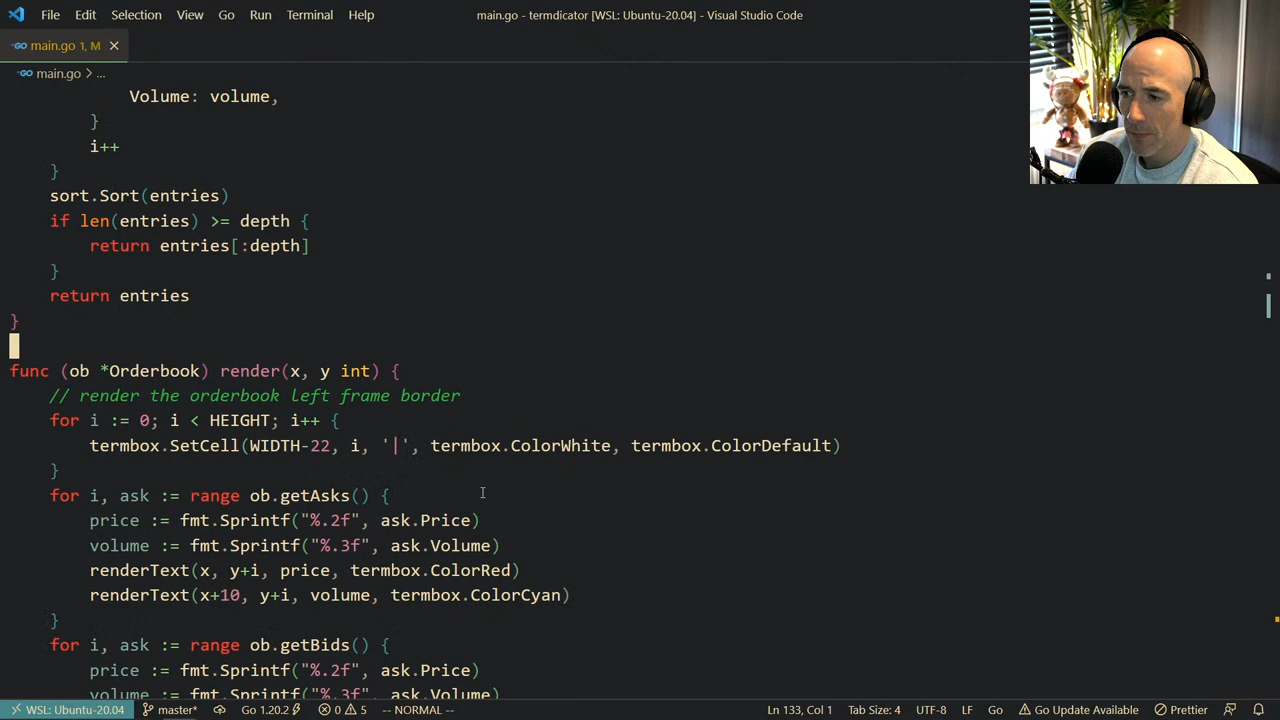 File Edit Selection View Go Run Terminal Help main.go - termdicator [WSL: Ubuntu-20.04] - Visual Studio Code
main.go 1, M
main.go > ...
Volume: volume,
}
i++
}
sort.Sort(entries)
if len(entries) >= depth {
return entries[:depth]
}
return entries
}
func (ob *Orderbook) render(x, y int) {
// render the orderbook left frame border
for i := 0; i < HEIGHT; i++ {
termbox.SetCell(WIDTH-22, i, '|', termbox.ColorWhite, termbox.ColorDefault)
}
for i, ask := range ob.getAsks() {
price := fmt.Sprintf("%.2f", ask.Price)
volume := fmt.Sprintf("%.3f", ask.Volume)
renderText(x, y+i, price, termbox.ColorRed)
renderText(x+10, y+i, volume, termbox.ColorCyan)
}
for i, ask := range ob.getBids() {
price := fmt.Sprintf("%.2f", ask.Price)
volume := fmt.Sprintf("%.3f", ask.Volume)
WSL: Ubuntu-20.04 master* Go 1.20.2 0 5 -- NORMAL -- Ln 133, Col 1 Tab Size: 4 UTF-8 LF Go Go Update Available Prettier